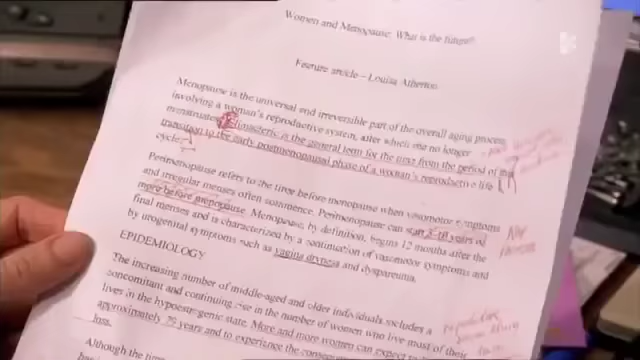 Women and Menopause: What is the future?
Feature article – Louisa Atherton
Menopause is the universal and irreversible part of the overall aging process
involving a woman's reproductive system, after which one no longer
menstruates. Climacteric is the general term for the time from the period of
transition to the early postmenopausal phase of a woman's reproductive life
cycle.
Perimenopause refers to the time before menopause when vasomotor symptoms
and irregular menses often commence. Perimenopause can start 5-10 years or
more before menopause. Menopause, by definition, begins 12 months after the
final menses and is characterized by a continuation of vasomotor symptoms and
by urogenital symptoms such as vagina dryness and dyspareunia.
EPIDEMIOLOGY
The increasing number of middle-aged and older individuals includes a
concomitant and continuing rise in the number of women who live most of their
lives in the hypoestrogenic state. More and more women can expect to
approximately 79 years and to experience the
loss.
Although the time